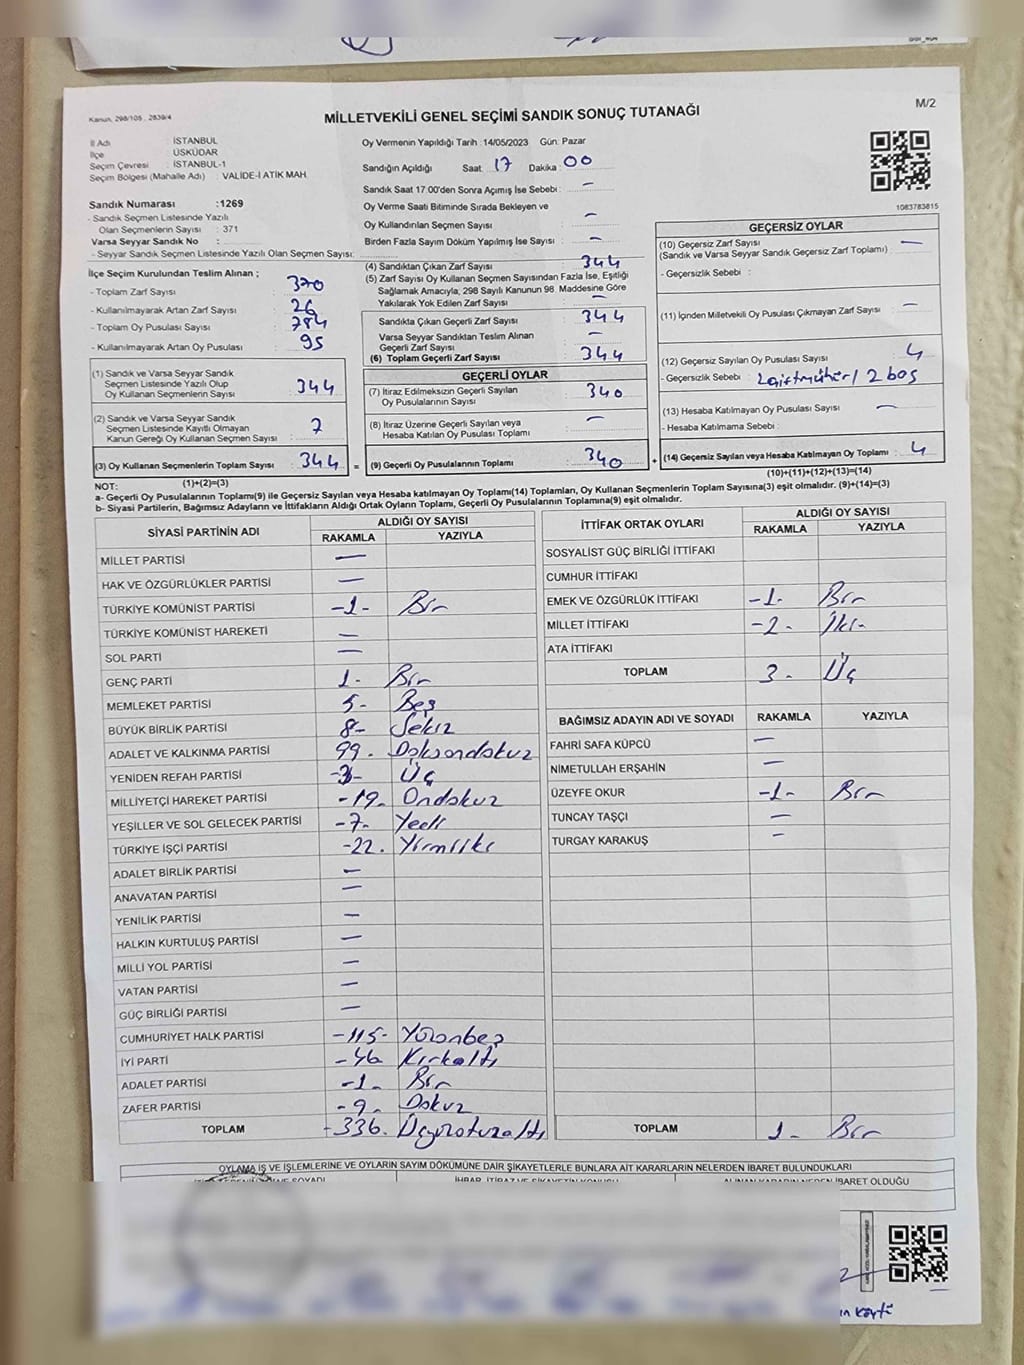 Kanun, 298/105, 2839/4
MİLLETVEKİLİ GENEL SEÇİMİ SANDIK SONUÇ TUTANAĞI
M/2
İl Adı : İSTANBUL
İlçe : ÜSKÜDAR
Seçim Çevresi : İSTANBUL-1
Seçim Bölgesi (Mahalle Adı) : VALİDE-İ ATİK MAH.
Sandık Numarası :1269
- Sandık Seçmen Listesinde Yazılı
Olan Seçmenlerin Sayısı : 371
Varsa Seyyar Sandık No :
- Seyyar Sandık Seçmen Listesinde Yazılı Olan Seçmen Sayısı:
Oy Vermenin Yapıldığı Tarih :14/05/2023 Gün: Pazar
Sandığın Açıldığı Saat: 17 Dakika : 00
Sandık Saat 17.00'den Sonra Açımış İse Sebebi : -
Oy Verme Saati Bitiminde Sırada Bekleyen ve
Oy Kullandırılan Seçmen Sayısı : -
Birden Fazla Sayım Döküm Yapılmış İse Sayısı : -
1083783815
İlçe Seçim Kurulundan Teslim Alınan ;
- Toplam Zarf Sayısı : 370
- Kullanılmayarak Artan Zarf Sayısı : 26
- Toplam Oy Pusulası Sayısı : 784
- Kullanılmayarak Artan Oy Pusulası : 95
(1) Sandık ve Varsa Seyyar Sandık
Seçmen Listesinde Yazılı Olup
Oy Kullanan Seçmenlerin Sayısı : 344
(2) Sandık ve Varsa Seyyar Sandık
Seçmen Listesinde Kayıtlı Olmayan
Kanun Gereği Oy Kullanan Seçmen Sayısı : 7
(3) Oy Kullanan Seçmenlerin Toplam Sayısı : 344
(1)+(2)=(3)
(4) Sandıktan Çıkan Zarf Sayısı : 344
(5) Zarf Sayısı Oy Kullanan Seçmen Sayısından Fazla İse, Eşitliği
Sağlamak Amacıyla, 298 Sayılı Kanunun 98. Maddesine Göre
Yakılarak Yok Edilen Zarf Sayısı : -
Sandıkta Çıkan Geçerli Zarf Sayısı : 344
Varsa Seyyar Sandıktan Teslim Alınan
Geçerli Zarf Sayısı : -
(6) Toplam Geçerli Zarf Sayısı : 344
GEÇERLİ OYLAR
(7) İtiraz Edilmeksizin Geçerli Sayılan
Oy Pusulalarının Sayısı : 340
(8) İtiraz Üzerine Geçerli Sayılan veya
Hesaba Katılan Oy Pusulası Toplamı : -
= (9) Geçerli Oy Pusulalarının Toplamı : 340
GEÇERSİZ OYLAR
(10) Geçersiz Zarf Sayısı : -
(Sandık ve Varsa Seyyar Sandık Geçersiz Zarf Toplamı)
- Geçersizlik Sebebi :
(11) İçinden Milletvekili Oy Pusulası Çıkmayan Zarf Sayısı : -
(12) Geçersiz Sayılan Oy Pusulası Sayısı : 4
- Geçersizlik Sebebi : 2 çift mühür / 2 boş
(13) Hesaba Katılmayan Oy Pusulası Sayısı : -
- Hesaba Katılmama Sebebi :
+ (14) Geçersiz Sayılan veya Hesaba Katılmayan Oy Toplamı : 4
(10)+(11)+(12)+(13)=(14)
NOT:
a- Geçerli Oy Pusulalarının Toplamı(9) ile Geçersiz Sayılan veya Hesaba katılmayan Oy Toplamı(14) Toplamları, Oy Kullanan Seçmenlerin Toplam Sayısına(3) eşit olmalıdır. (9)+(14)=(3)
b- Siyasi Partilerin, Bağımsız Adayların ve İttifakların Aldığı Ortak Oyların Toplamı, Geçerli Oy Pusulalarının Toplamına(9) eşit olmalıdır.
SİYASİ PARTİNİN ADI ALDIĞI OY SAYISI
RAKAMLA YAZIYLA
MİLLET PARTİSİ -
HAK VE ÖZGÜRLÜKLER PARTİSİ -
TÜRKİYE KOMÜNİST PARTİSİ -1- Bir
TÜRKİYE KOMÜNİST HAREKETİ -
SOL PARTİ -
GENÇ PARTİ 1- Bir
MEMLEKET PARTİSİ 5- Beş
BÜYÜK BİRLİK PARTİSİ 8- Sekiz
ADALET VE KALKINMA PARTİSİ 99- Doksandokuz
YENİDEN REFAH PARTİSİ -3- Üç
MİLLİYETÇİ HAREKET PARTİSİ -19- Ondokuz
YEŞİLLER VE SOL GELECEK PARTİSİ -7- Yedi
TÜRKİYE İŞÇİ PARTİSİ -22- Yirmiiki
ADALET BİRLİK PARTİSİ -
ANAVATAN PARTİSİ -
YENİLİK PARTİSİ -
HALKIN KURTULUŞ PARTİSİ -
MİLLİ YOL PARTİSİ -
VATAN PARTİSİ -
GÜÇ BİRLİĞİ PARTİSİ -
CUMHURİYET HALK PARTİSİ -115- Yüzonbeş
İYİ PARTİ -46- Kırkaltı
ADALET PARTİSİ -1- Bir
ZAFER PARTİSİ -9- Dokuz
TOPLAM -336- Üçyüzotuzaltı
İTTİFAK ORTAK OYLARI ALDIĞI OY SAYISI
RAKAMLA YAZIYLA
SOSYALİST GÜÇ BİRLİĞİ İTTİFAKI
CUMHUR İTTİFAKI
EMEK VE ÖZGÜRLÜK İTTİFAKI -1- Bir
MİLLET İTTİFAKI -2- İki
ATA İTTİFAKI
TOPLAM 3- Üç
BAĞIMSIZ ADAYIN ADI VE SOYADI RAKAMLA YAZIYLA
FAHRİ SAFA KÜPCÜ -
NİMETULLAH ERŞAHİN -
ÜZEYFE OKUR -1- Bir
TUNCAY TAŞÇI -
TURGAY KARAKUŞ -
TOPLAM 1- Bir
OYLAMA İŞ VE İŞLEMLERİNE VE OYLARIN SAYIM DÖKÜMÜNE DAİR ŞİKAYETLERLE BUNLARA AİT KARARLARIN NELERDEN İBARET BULUNDUKLARI